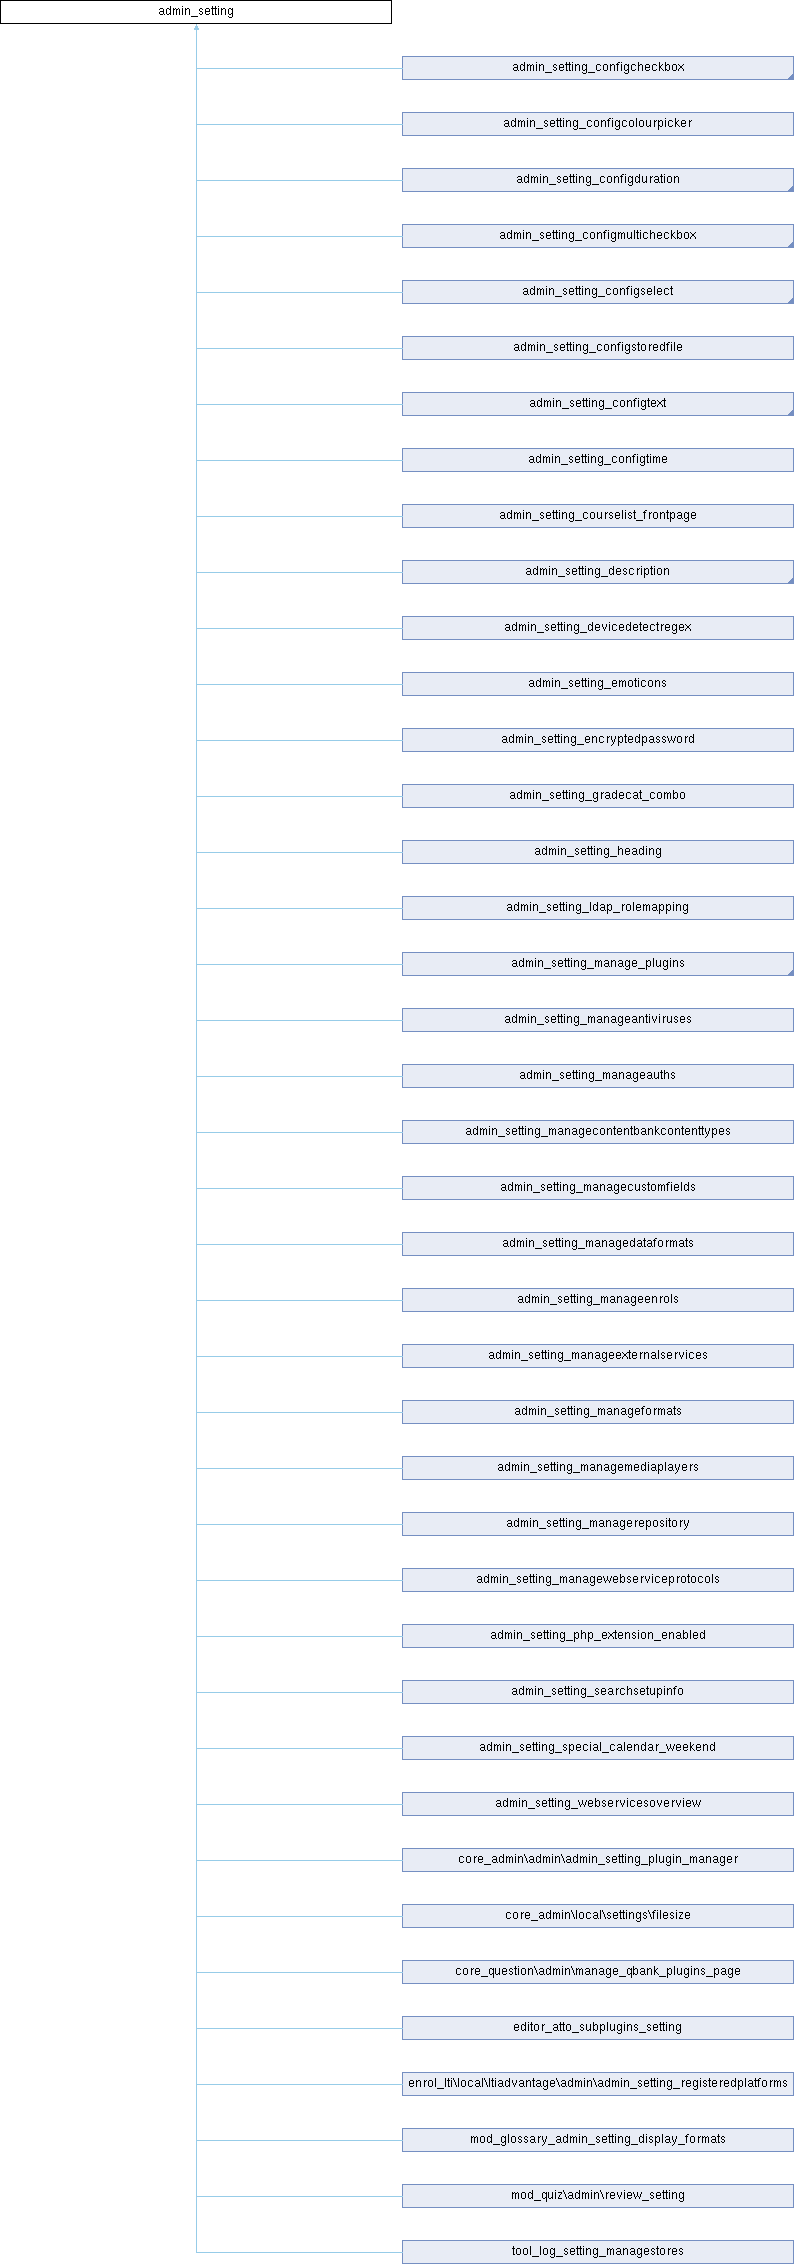 admin_setting
admin_setting_configcheckbox
admin_setting_configcolourpicker
admin_setting_configduration
admin_setting_configmulticheckbox
admin_setting_configselect
admin_setting_configstoredfile
admin_setting_configtext
admin_setting_configtime
admin_setting_courselist_frontpage
admin_setting_description
admin_setting_devicedetectregex
admin_setting_emoticons
admin_setting_encryptedpassword
admin_setting_gradecat_combo
admin_setting_heading
admin_setting_ldap_rolemapping
admin_setting_manage_plugins
admin_setting_manageantiviruses
admin_setting_manageauths
admin_setting_managecontentbankcontenttypes
admin_setting_managecustomfields
admin_setting_managedataformats
admin_setting_manageenrols
admin_setting_manageexternalservices
admin_setting_manageformats
admin_setting_managemediaplayers
admin_setting_managerepository
admin_setting_managewebserviceprotocols
admin_setting_php_extension_enabled
admin_setting_searchsetupinfo
admin_setting_special_calendar_weekend
admin_setting_webservicesoverview
core_admin\admin\admin_setting_plugin_manager
core_admin\local\settings\filesize
core_question\admin\manage_qbank_plugins_page
editor_atto_subplugins_setting
enrol_lti\local\ltiadvantage\admin\admin_setting_registeredplatforms
mod_glossary_admin_setting_display_formats
mod_quiz\admin\review_setting
tool_log_setting_managestores